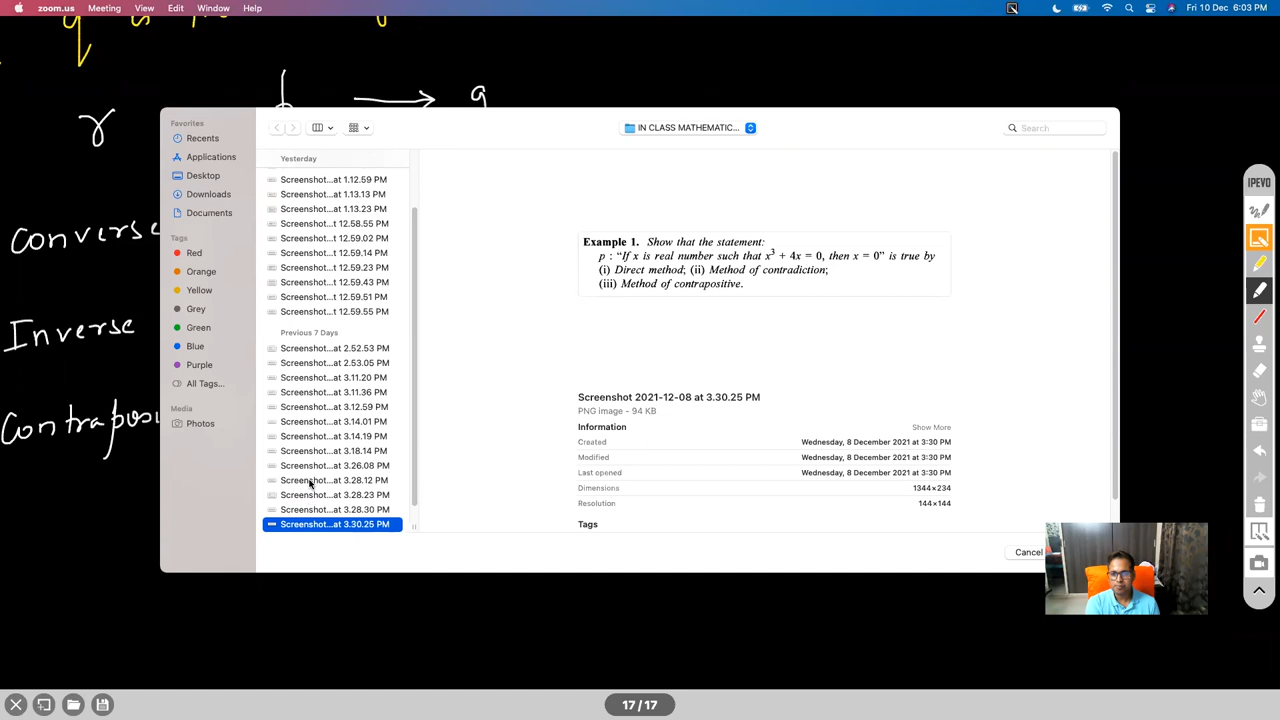 zoom.us Meeting View Edit Window Help Fri 10 Dec 6:03 PM
q
r
q
Converse
Inverse
Contrapos
IN CLASS MATHEMATIC...
Search
Favorites
Recents
Applications
Desktop
Downloads
Documents
Tags
Red
Orange
Yellow
Grey
Green
Blue
Purple
All Tags...
Media
Photos
Yesterday
Screenshot...at 1.12.59 PM
Screenshot...at 1.13.13 PM
Screenshot...at 1.13.23 PM
Screenshot...t 12.58.55 PM
Screenshot...t 12.59.02 PM
Screenshot...t 12.59.14 PM
Screenshot...t 12.59.23 PM
Screenshot...t 12.59.43 PM
Screenshot...t 12.59.51 PM
Screenshot...t 12.59.55 PM
Previous 7 Days
Screenshot...at 2.52.53 PM
Screenshot...at 2.53.05 PM
Screenshot...at 3.11.20 PM
Screenshot...at 3.11.36 PM
Screenshot...at 3.12.59 PM
Screenshot...at 3.14.01 PM
Screenshot...at 3.14.19 PM
Screenshot...at 3.18.14 PM
Screenshot...at 3.26.08 PM
Screenshot...at 3.28.12 PM
Screenshot...at 3.28.23 PM
Screenshot...at 3.28.30 PM
Screenshot...at 3.30.25 PM
Example 1. Show that the statement:
p : “If x is real number such that x³ + 4x = 0, then x = 0” is true by
(i) Direct method; (ii) Method of contradiction;
(iii) Method of contrapositive.
Screenshot 2021-12-08 at 3.30.25 PM
PNG image - 94 KB
Information Show More
Created Wednesday, 8 December 2021 at 3:30 PM
Modified Wednesday, 8 December 2021 at 3:30 PM
Last opened Wednesday, 8 December 2021 at 3:30 PM
Dimensions 1344×234
Resolution 144×144
Tags
Cancel
IPEVO
17 / 17